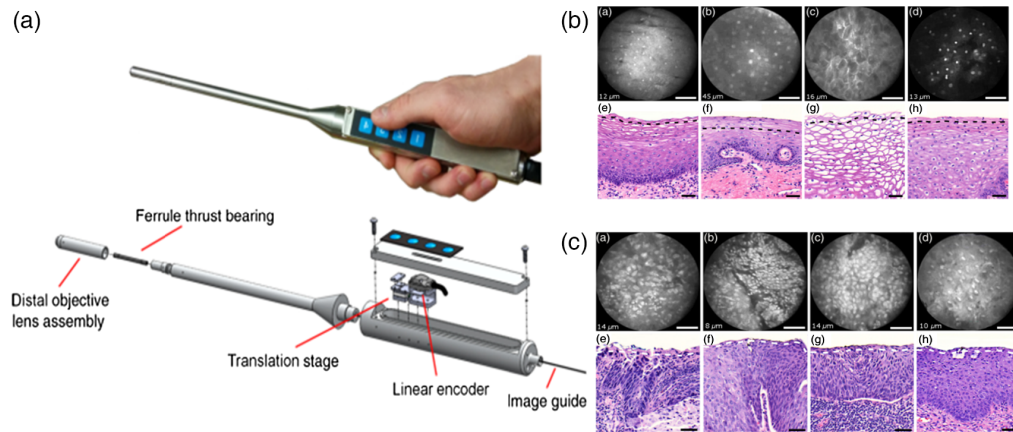 (a)
Ferrule thrust bearing
Distal objective
lens assembly
Translation stage
Linear encoder
Image guide
(b)
(a) (b) (c) (d)
12 µm 45 µm 16 µm 13 µm
(e) (f) (g) (h)
(c)
(a) (b) (c) (d)
14 µm 8 µm 14 µm 10 µm
(e) (f) (g) (h)